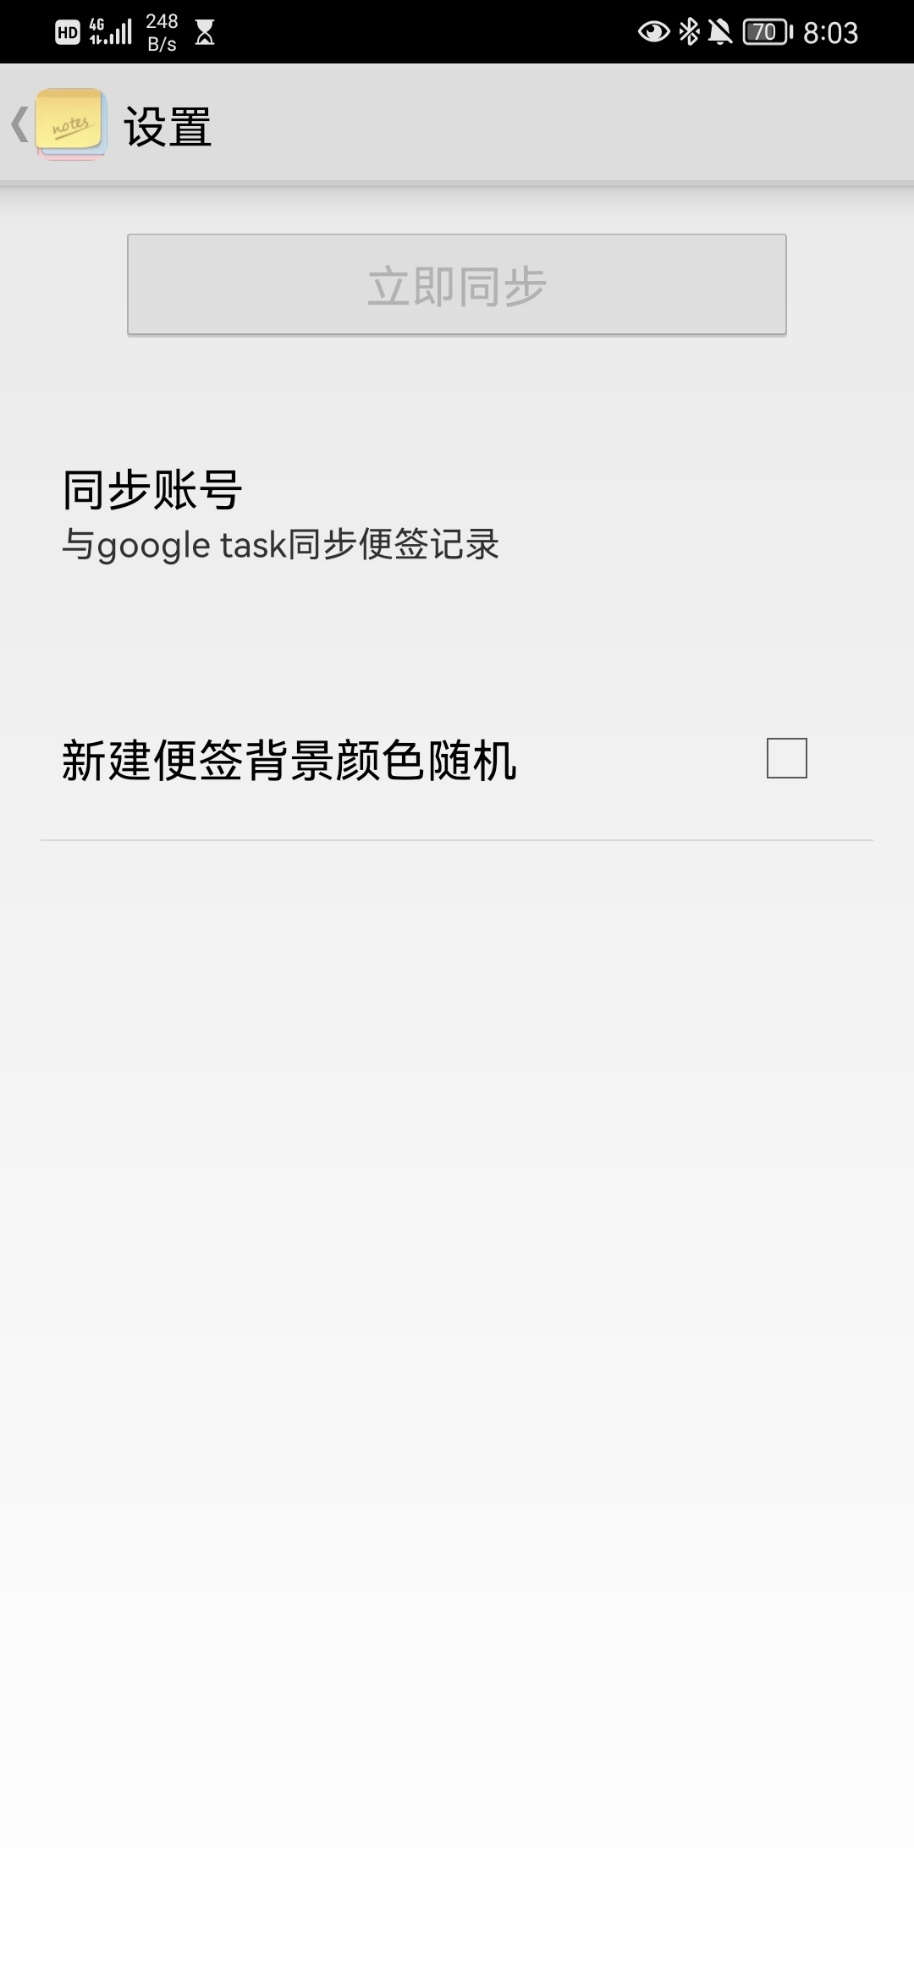 HD 4G 248 B/s 70 8:03
notes 设置
立即同步
同步账号
与google task同步便签记录
新建便签背景颜色随机